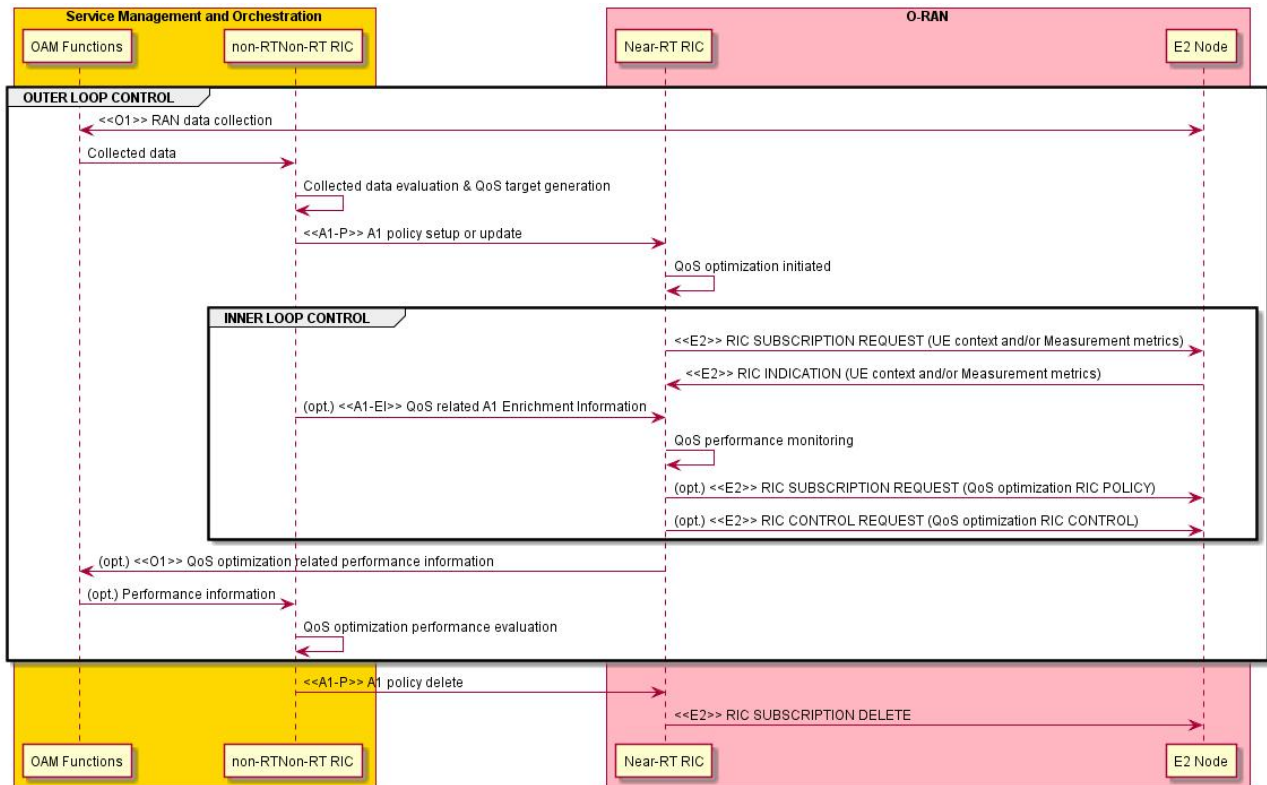 Service Management and Orchestration
O-RAN
OAM Functions
non-RTNon-RT RIC
Near-RT RIC
E2 Node
OUTER LOOP CONTROL
<<O1>> RAN data collection
Collected data
Collected data evaluation & QoS target generation
<<A1-P>> A1 policy setup or update
QoS optimization initiated
INNER LOOP CONTROL
<<E2>> RIC SUBSCRIPTION REQUEST (UE context and/or Measurement metrics)
<<E2>> RIC INDICATION (UE context and/or Measurement metrics)
(opt.) <<A1-EI>> QoS related A1 Enrichment Information
QoS performance monitoring
(opt.) <<E2>> RIC SUBSCRIPTION REQUEST (QoS optimization RIC POLICY)
(opt.) <<E2>> RIC CONTROL REQUEST (QoS optimization RIC CONTROL)
(opt.) <<O1>> QoS optimization related performance information
(opt.) Performance information
QoS optimization performance evaluation
<<A1-P>> A1 policy delete
<<E2>> RIC SUBSCRIPTION DELETE
OAM Functions
non-RTNon-RT RIC
Near-RT RIC
E2 Node